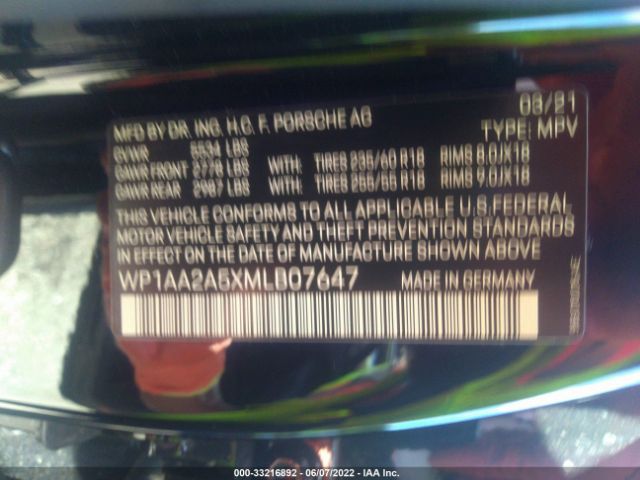 03/21
MFD BY DR. ING. H.C. F. PORSCHE AG TYPE: MPV
GVWR 5534 LBS
GAWR FRONT 2778 LBS WITH: TIRES 235/60 R18 RIMS 8.0JX18
GAWR REAR 2987 LBS WITH: TIRES 255/55 R18 RIMS 9.0JX18
THIS VEHICLE CONFORMS TO ALL APPLICABLE U.S.FEDERAL
MOTOR VEHICLE SAFETY AND THEFT PREVENTION STANDARDS
IN EFFECT ON THE DATE OF MANUFACTURE SHOWN ABOVE
WP1AA2A5XMLB07647 MADE IN GERMANY
000-33216892 - 06/07/2022 - IAA Inc.